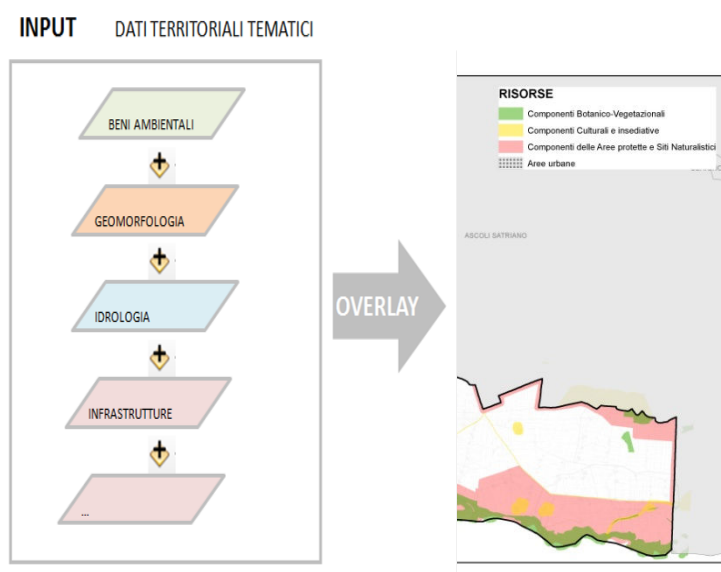 INPUT DATI TERRITORIALI TEMATICI
BENI AMBIENTALI
GEOMORFOLOGIA
IDROLOGIA
INFRASTRUTTURE
...
OVERLAY
RISORSE
Componenti Botanico-Vegetazionali
Componenti Culturali e insediative
Componenti delle Aree protette e Siti Naturalistici
Aree urbane
ASCOLI SATRIANO